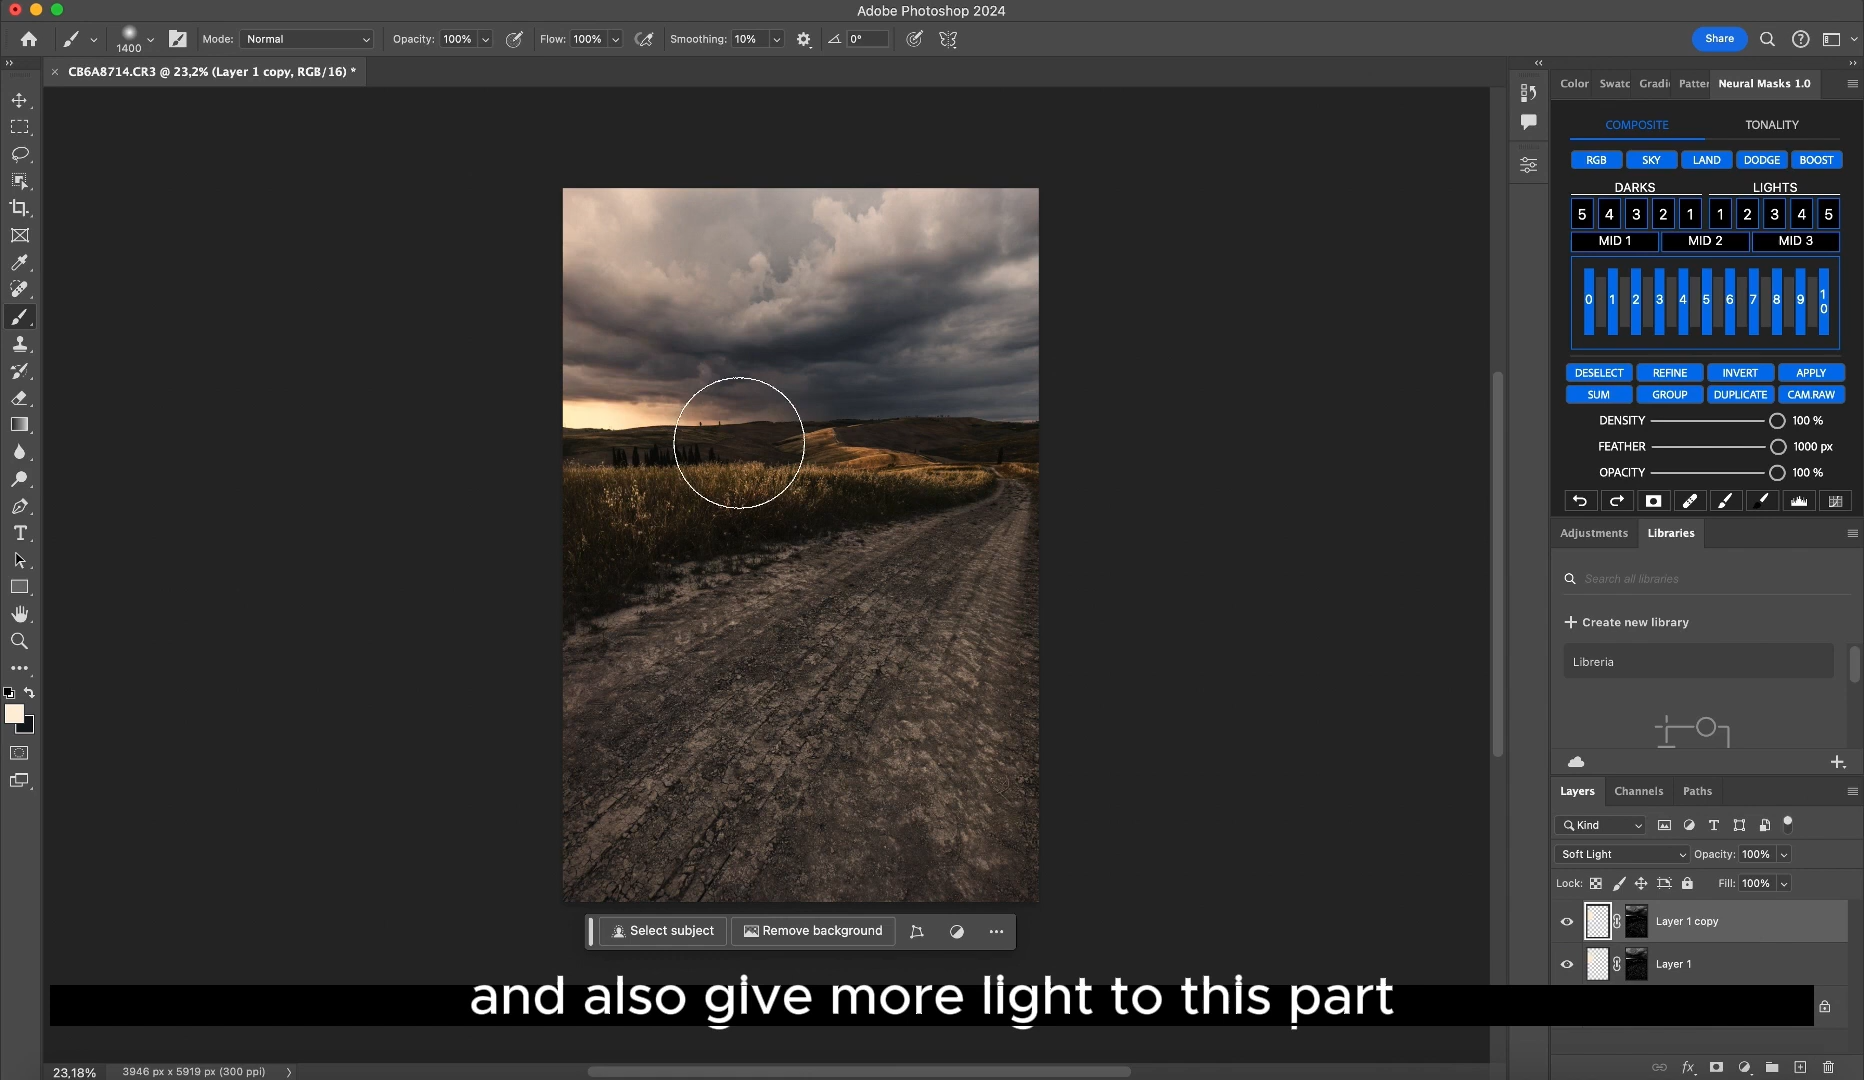 Adobe Photoshop 2024
1400
Mode: Normal
Opacity: 100%
Flow: 100%
Smoothing: 10%
0°
Share
CB6A8714.CR3 @ 23,2% (Layer 1 copy, RGB/16) *
Color
Swatc
Gradi
Patter
Neural Masks 1.0
COMPOSITE
TONALITY
RGB
SKY
LAND
DODGE
BOOST
DARKS
LIGHTS
5 4 3 2 1 1 2 3 4 5
MID 1
MID 2
MID 3
0 1 2 3 4 5 6 7 8 9 10
DESELECT
REFINE
INVERT
APPLY
SUM
GROUP
DUPLICATE
CAM.RAW
DENSITY 100 %
FEATHER 1000 px
OPACITY 100 %
Adjustments
Libraries
Search all libraries
Create new library
Libreria
Layers
Channels
Paths
Kind
Soft Light
Opacity: 100%
Lock:
Fill: 100%
Layer 1 copy
Layer 1
Select subject
Remove background
and also give more light to this part
23,18%
3946 px x 5919 px (300 ppi)